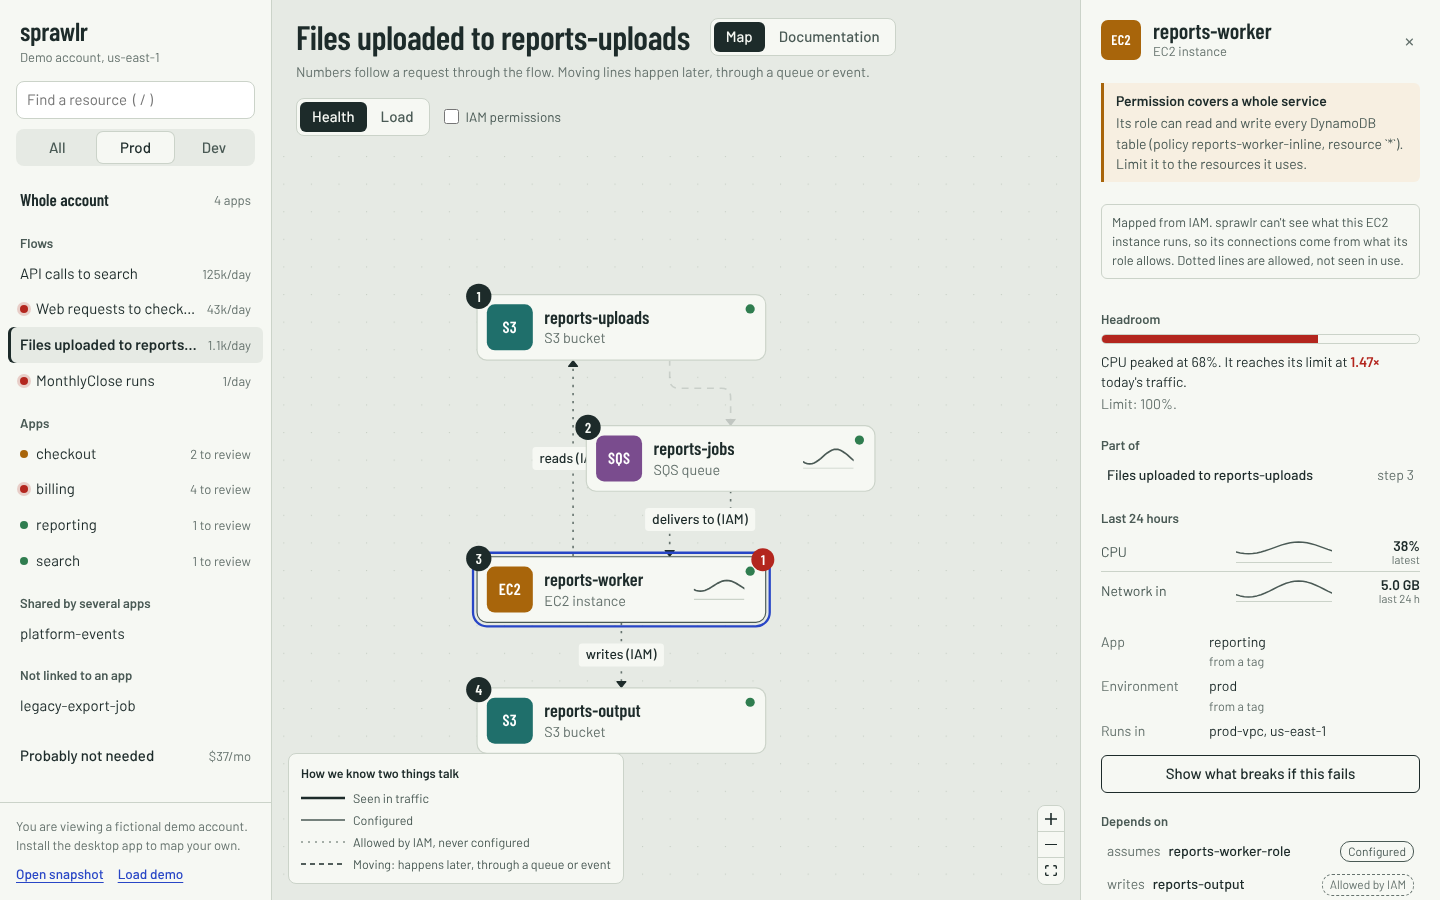 sprawlr
Demo account, us-east-1
Find a resource ( / )
All Prod Dev
Whole account 4 apps
Flows
API calls to search 125k/day
Web requests to check... 43k/day
Files uploaded to reports... 1.1k/day
MonthlyClose runs 1/day
Apps
checkout 2 to review
billing 4 to review
reporting 1 to review
search 1 to review
Shared by several apps
platform-events
Not linked to an app
legacy-export-job
Probably not needed $37/mo
You are viewing a fictional demo account.
Install the desktop app to map your own.
Open snapshot Load demo
Files uploaded to reports-uploads
Map Documentation
Numbers follow a request through the flow. Moving lines happen later, through a queue or event.
Health Load
IAM permissions
1
S3
reports-uploads
S3 bucket
reads (IA
2
SQS
reports-jobs
SQS queue
delivers to (IAM)
3
1
EC2
reports-worker
EC2 instance
writes (IAM)
4
S3
reports-output
S3 bucket
How we know two things talk
Seen in traffic
Configured
Allowed by IAM, never configured
Moving: happens later, through a queue or event
EC2
reports-worker
EC2 instance
×
Permission covers a whole service
Its role can read and write every DynamoDB
table (policy reports-worker-inline, resource `*`).
Limit it to the resources it uses.
Mapped from IAM. sprawlr can't see what this EC2
instance runs, so its connections come from what its
role allows. Dotted lines are allowed, not seen in use.
Headroom
CPU peaked at 68%. It reaches its limit at 1.47×
today's traffic.
Limit: 100%.
Part of
Files uploaded to reports-uploads step 3
Last 24 hours
CPU 38%
latest
Network in 5.0 GB
last 24 h
App reporting
from a tag
Environment prod
from a tag
Runs in prod-vpc, us-east-1
Show what breaks if this fails
Depends on
assumes reports-worker-role Configured
writes reports-output Allowed by IAM